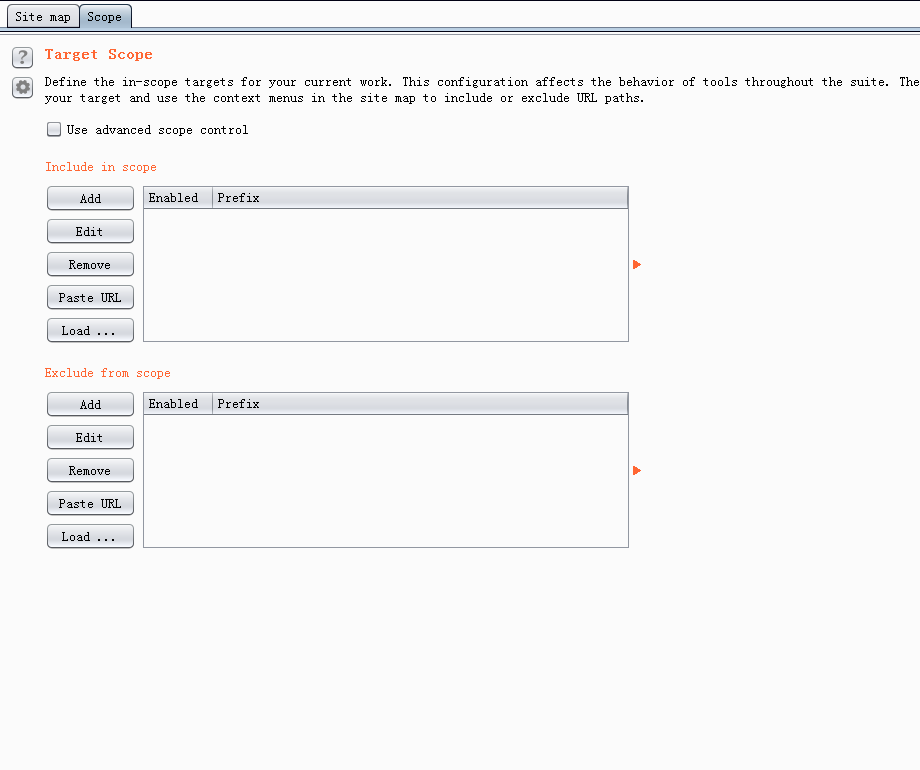 Site map
Scope
?
Target Scope
Define the in-scope targets for your current work. This configuration affects the behavior of tools throughout the suite. The
your target and use the context menus in the site map to include or exclude URL paths.
Use advanced scope control
Include in scope
Add
Enabled Prefix
Edit
Remove
Paste URL
Load ...
Exclude from scope
Add
Enabled Prefix
Edit
Remove
Paste URL
Load ...